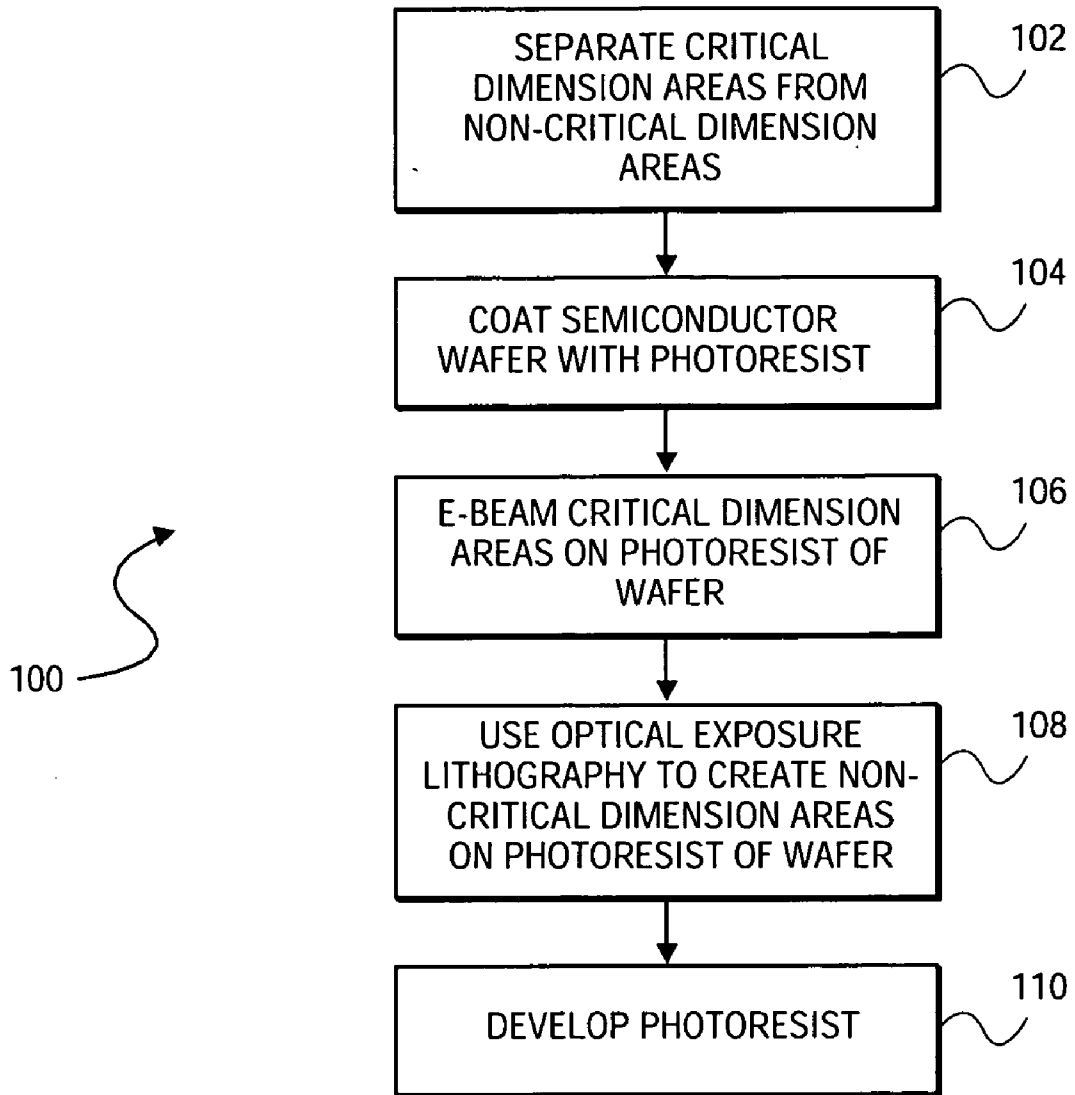 SEPARATE CRITICAL
DIMENSION AREAS FROM
NON-CRITICAL DIMENSION
AREAS
102
COAT SEMICONDUCTOR
WAFER WITH PHOTORESIST
104
E-BEAM CRITICAL DIMENSION
AREAS ON PHOTORESIST OF
WAFER
106
100
USE OPTICAL EXPOSURE
LITHOGRAPHY TO CREATE NON-
CRITICAL DIMENSION AREAS
ON PHOTORESIST OF WAFER
108
DEVELOP PHOTORESIST
110